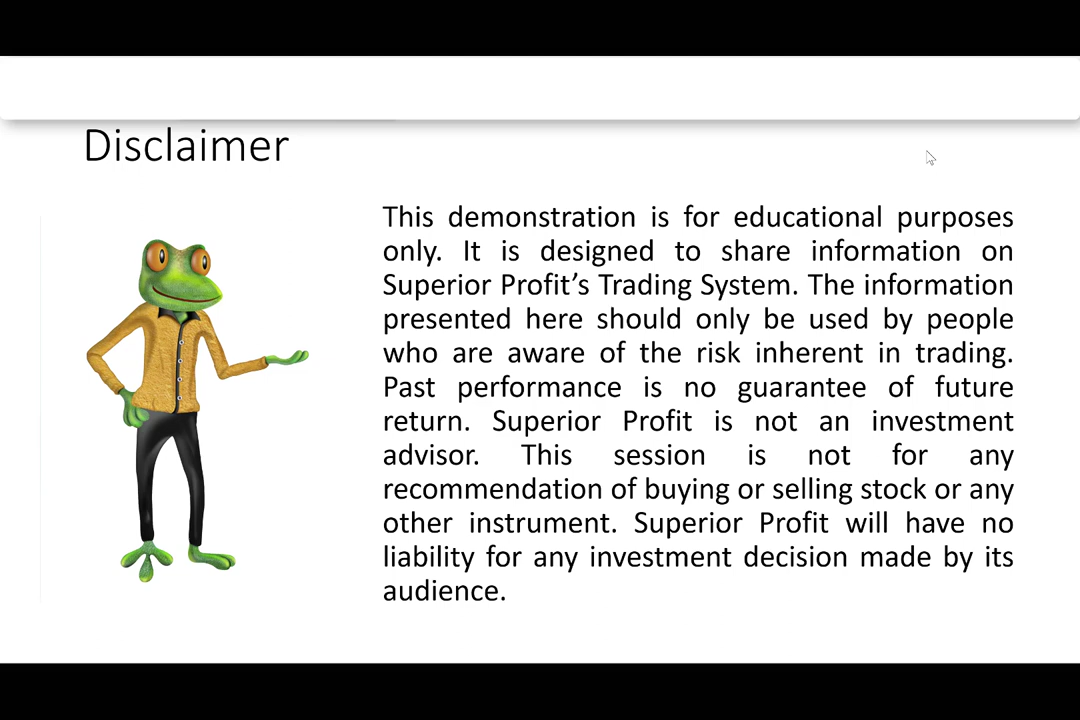 Disclaimer
This demonstration is for educational purposes
only. It is designed to share information on
Superior Profit’s Trading System. The information
presented here should only be used by people
who are aware of the risk inherent in trading.
Past performance is no guarantee of future
return. Superior Profit is not an investment
advisor. This session is not for any
recommendation of buying or selling stock or any
other instrument. Superior Profit will have no
liability for any investment decision made by its
audience.